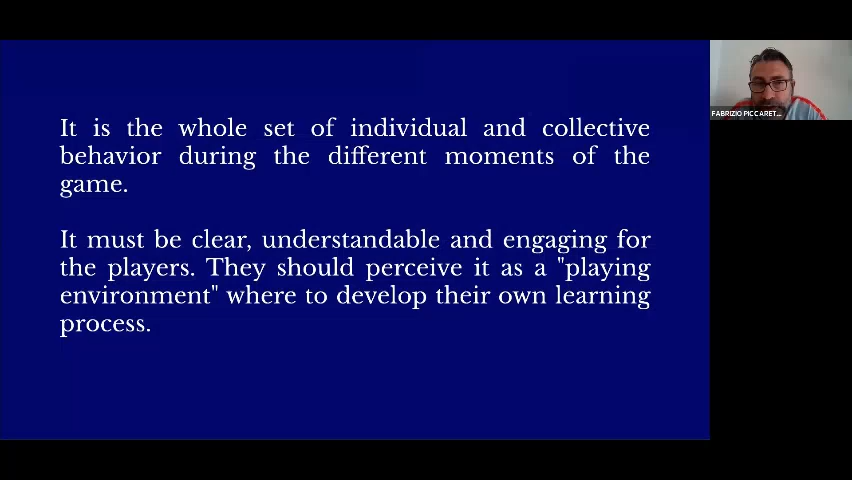 It is the whole set of individual and collective
behavior during the different moments of the
game.
It must be clear, understandable and engaging for
the players. They should perceive it as a "playing
environment" where to develop their own learning
process.
FABRIZIO PICCARET...